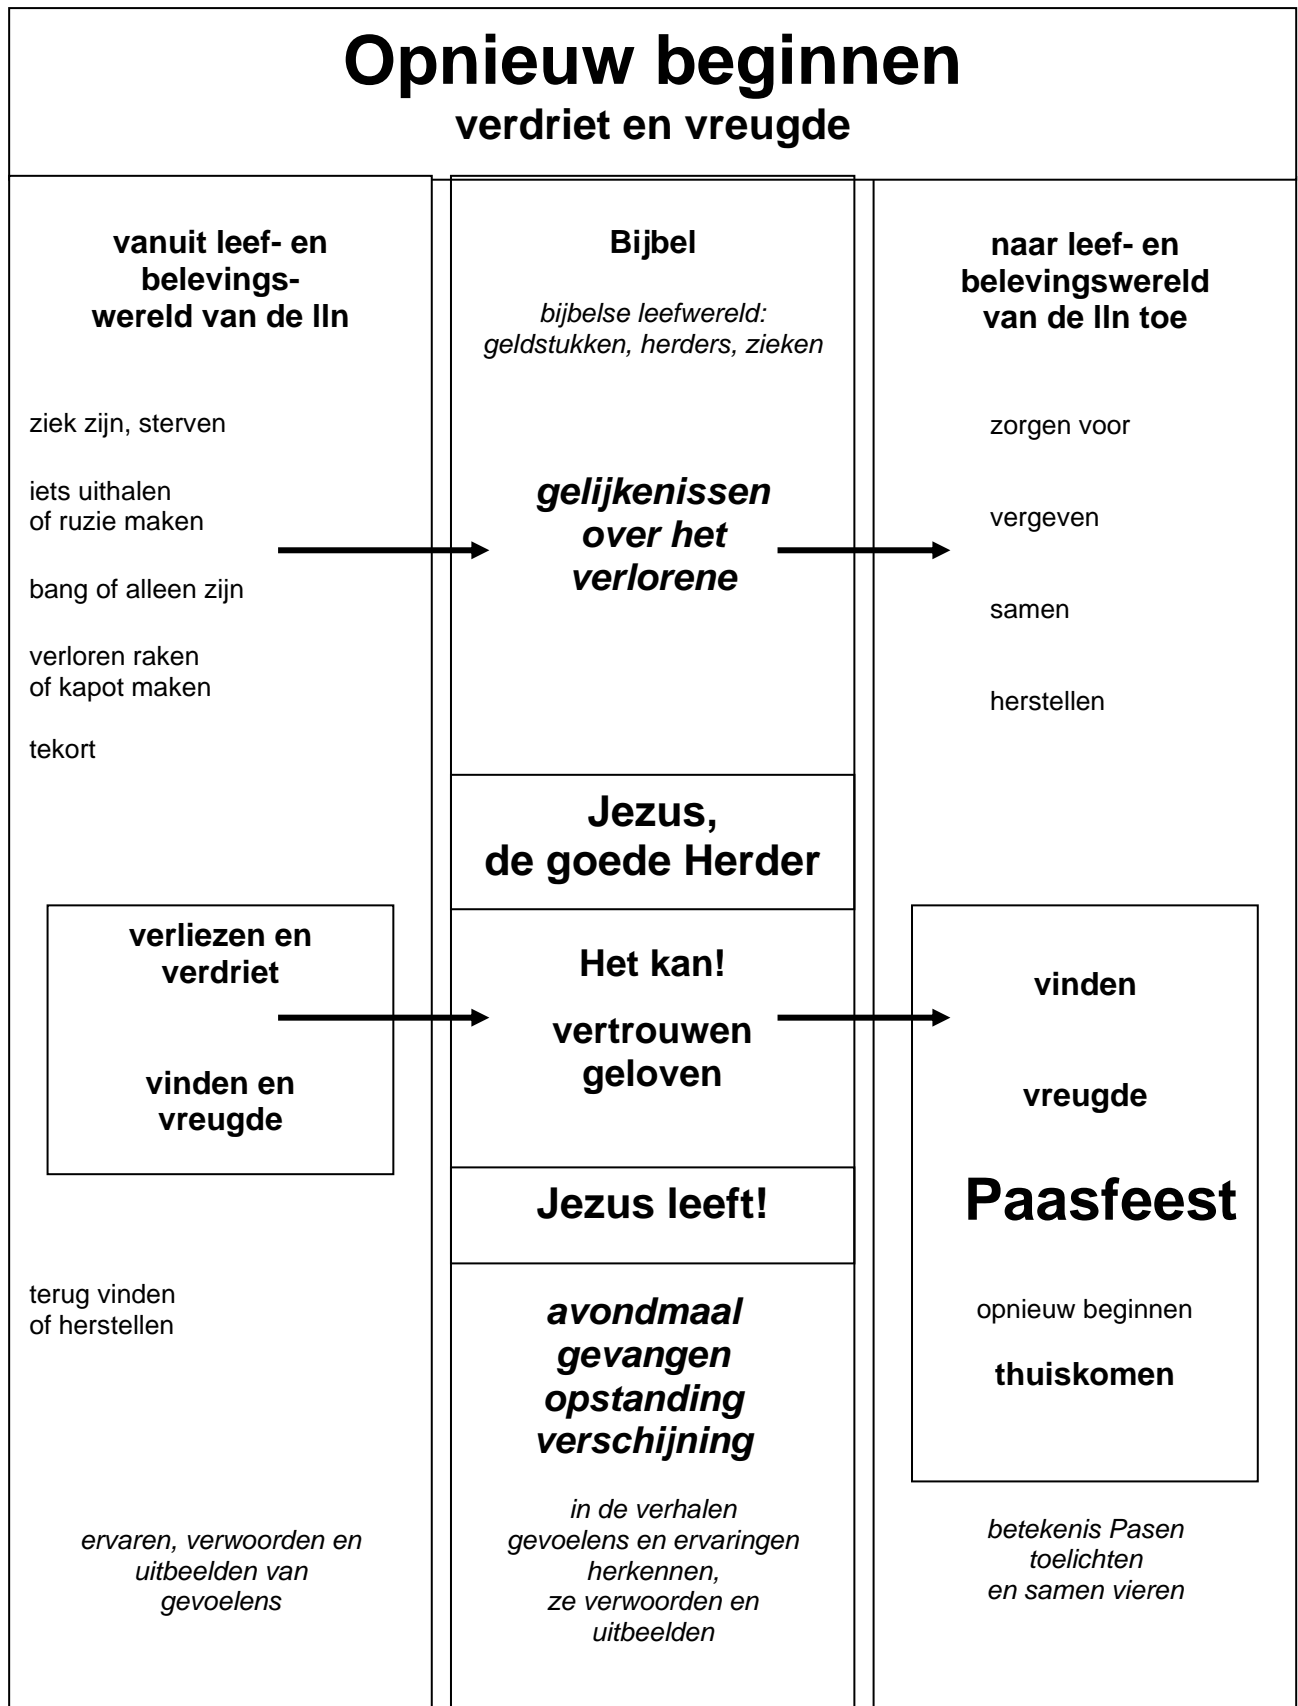 Opnieuw beginnen
verdriet en vreugde
vanuit leef- en
belevings-
wereld van de lln
ziek zijn, sterven
iets uithalen
of ruzie maken
bang of alleen zijn
verloren raken
of kapot maken
tekort
verliezen en
verdriet
vinden en
vreugde
terug vinden
of herstellen
ervaren, verwoorden en
uitbeelden van
gevoelens
Bijbel
bijbelse leefwereld:
geldstukken, herders, zieken
gelijkenissen
over het
verlorene
Jezus,
de goede Herder
Het kan!
vertrouwen
geloven
Jezus leeft!
avondmaal
gevangen
opstanding
verschijning
in de verhalen
gevoelens en ervaringen
herkennen,
ze verwoorden en
uitbeelden
naar leef- en
belevingswereld
van de lln toe
zorgen voor
vergeven
samen
herstellen
vinden
vreugde
Paasfeest
opnieuw beginnen
thuiskomen
betekenis Pasen
toelichten
en samen vieren